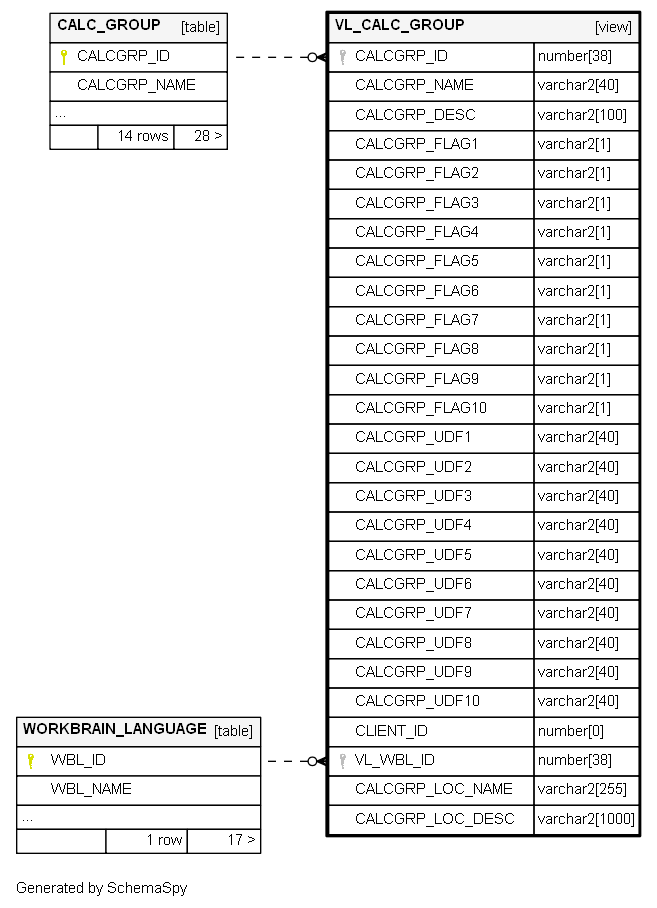 CALC_GROUP [table]
CALCGRP_ID
CALCGRP_NAME
...
14 rows 28 >
VL_CALC_GROUP [view]
CALCGRP_ID number[38]
CALCGRP_NAME varchar2[40]
CALCGRP_DESC varchar2[100]
CALCGRP_FLAG1 varchar2[1]
CALCGRP_FLAG2 varchar2[1]
CALCGRP_FLAG3 varchar2[1]
CALCGRP_FLAG4 varchar2[1]
CALCGRP_FLAG5 varchar2[1]
CALCGRP_FLAG6 varchar2[1]
CALCGRP_FLAG7 varchar2[1]
CALCGRP_FLAG8 varchar2[1]
CALCGRP_FLAG9 varchar2[1]
CALCGRP_FLAG10 varchar2[1]
CALCGRP_UDF1 varchar2[40]
CALCGRP_UDF2 varchar2[40]
CALCGRP_UDF3 varchar2[40]
CALCGRP_UDF4 varchar2[40]
CALCGRP_UDF5 varchar2[40]
CALCGRP_UDF6 varchar2[40]
CALCGRP_UDF7 varchar2[40]
CALCGRP_UDF8 varchar2[40]
CALCGRP_UDF9 varchar2[40]
CALCGRP_UDF10 varchar2[40]
CLIENT_ID number[0]
VL_WBL_ID number[38]
CALCGRP_LOC_NAME varchar2[255]
CALCGRP_LOC_DESC varchar2[1000]
WORKBRAIN_LANGUAGE [table]
WBL_ID
WBL_NAME
...
1 row 17 >
Generated by SchemaSpy